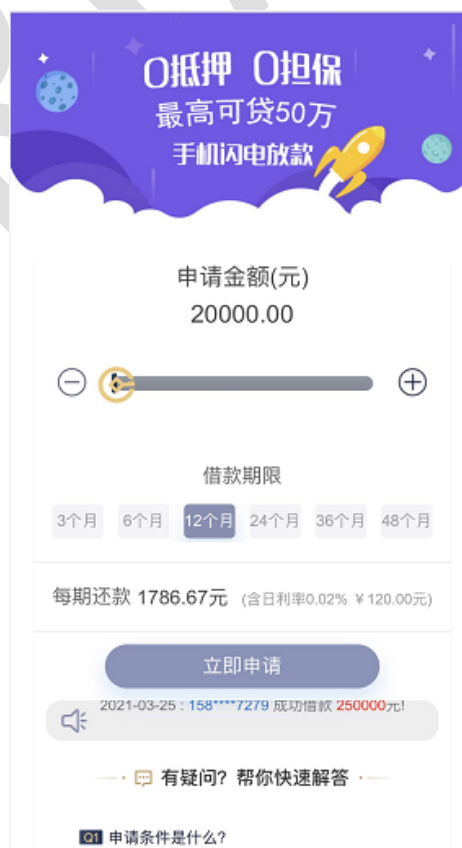 0抵押 0担保
最高可贷50万
手机闪电放款
申请金额(元)
20000.00
借款期限
3个月 6个月 12个月 24个月 36个月 48个月
每期还款 1786.67元 (含日利率0.02% ￥120.00元)
立即申请
2021-03-25 : 158****7279 成功借款 250000元!
有疑问? 帮你快速解答
Q1 申请条件是什么?